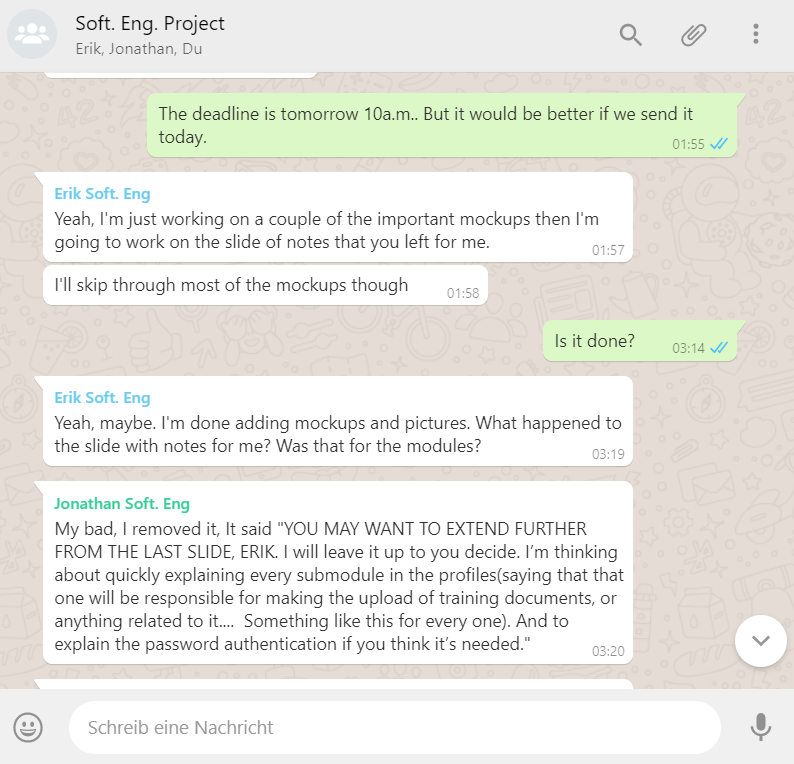 Soft. Eng. Project
Erik, Jonathan, Du
The deadline is tomorrow 10a.m.. But it would be better if we send it
today.
01:55
Erik Soft. Eng
Yeah, I'm just working on a couple of the important mockups then I'm
going to work on the slide of notes that you left for me.
01:57
I'll skip through most of the mockups though
01:58
Is it done?
03:14
Erik Soft. Eng
Yeah, maybe. I'm done adding mockups and pictures. What happened to
the slide with notes for me? Was that for the modules?
03:19
Jonathan Soft. Eng
My bad, I removed it, It said "YOU MAY WANT TO EXTEND FURTHER
FROM THE LAST SLIDE, ERIK. I will leave it up to you decide. I’m thinking
about quickly explaining every submodule in the profiles(saying that that
one will be responsible for making the upload of training documents, or
anything related to it....  Something like this for every one). And to
explain the password authentication if you think it’s needed."
03:20
Schreib eine Nachricht